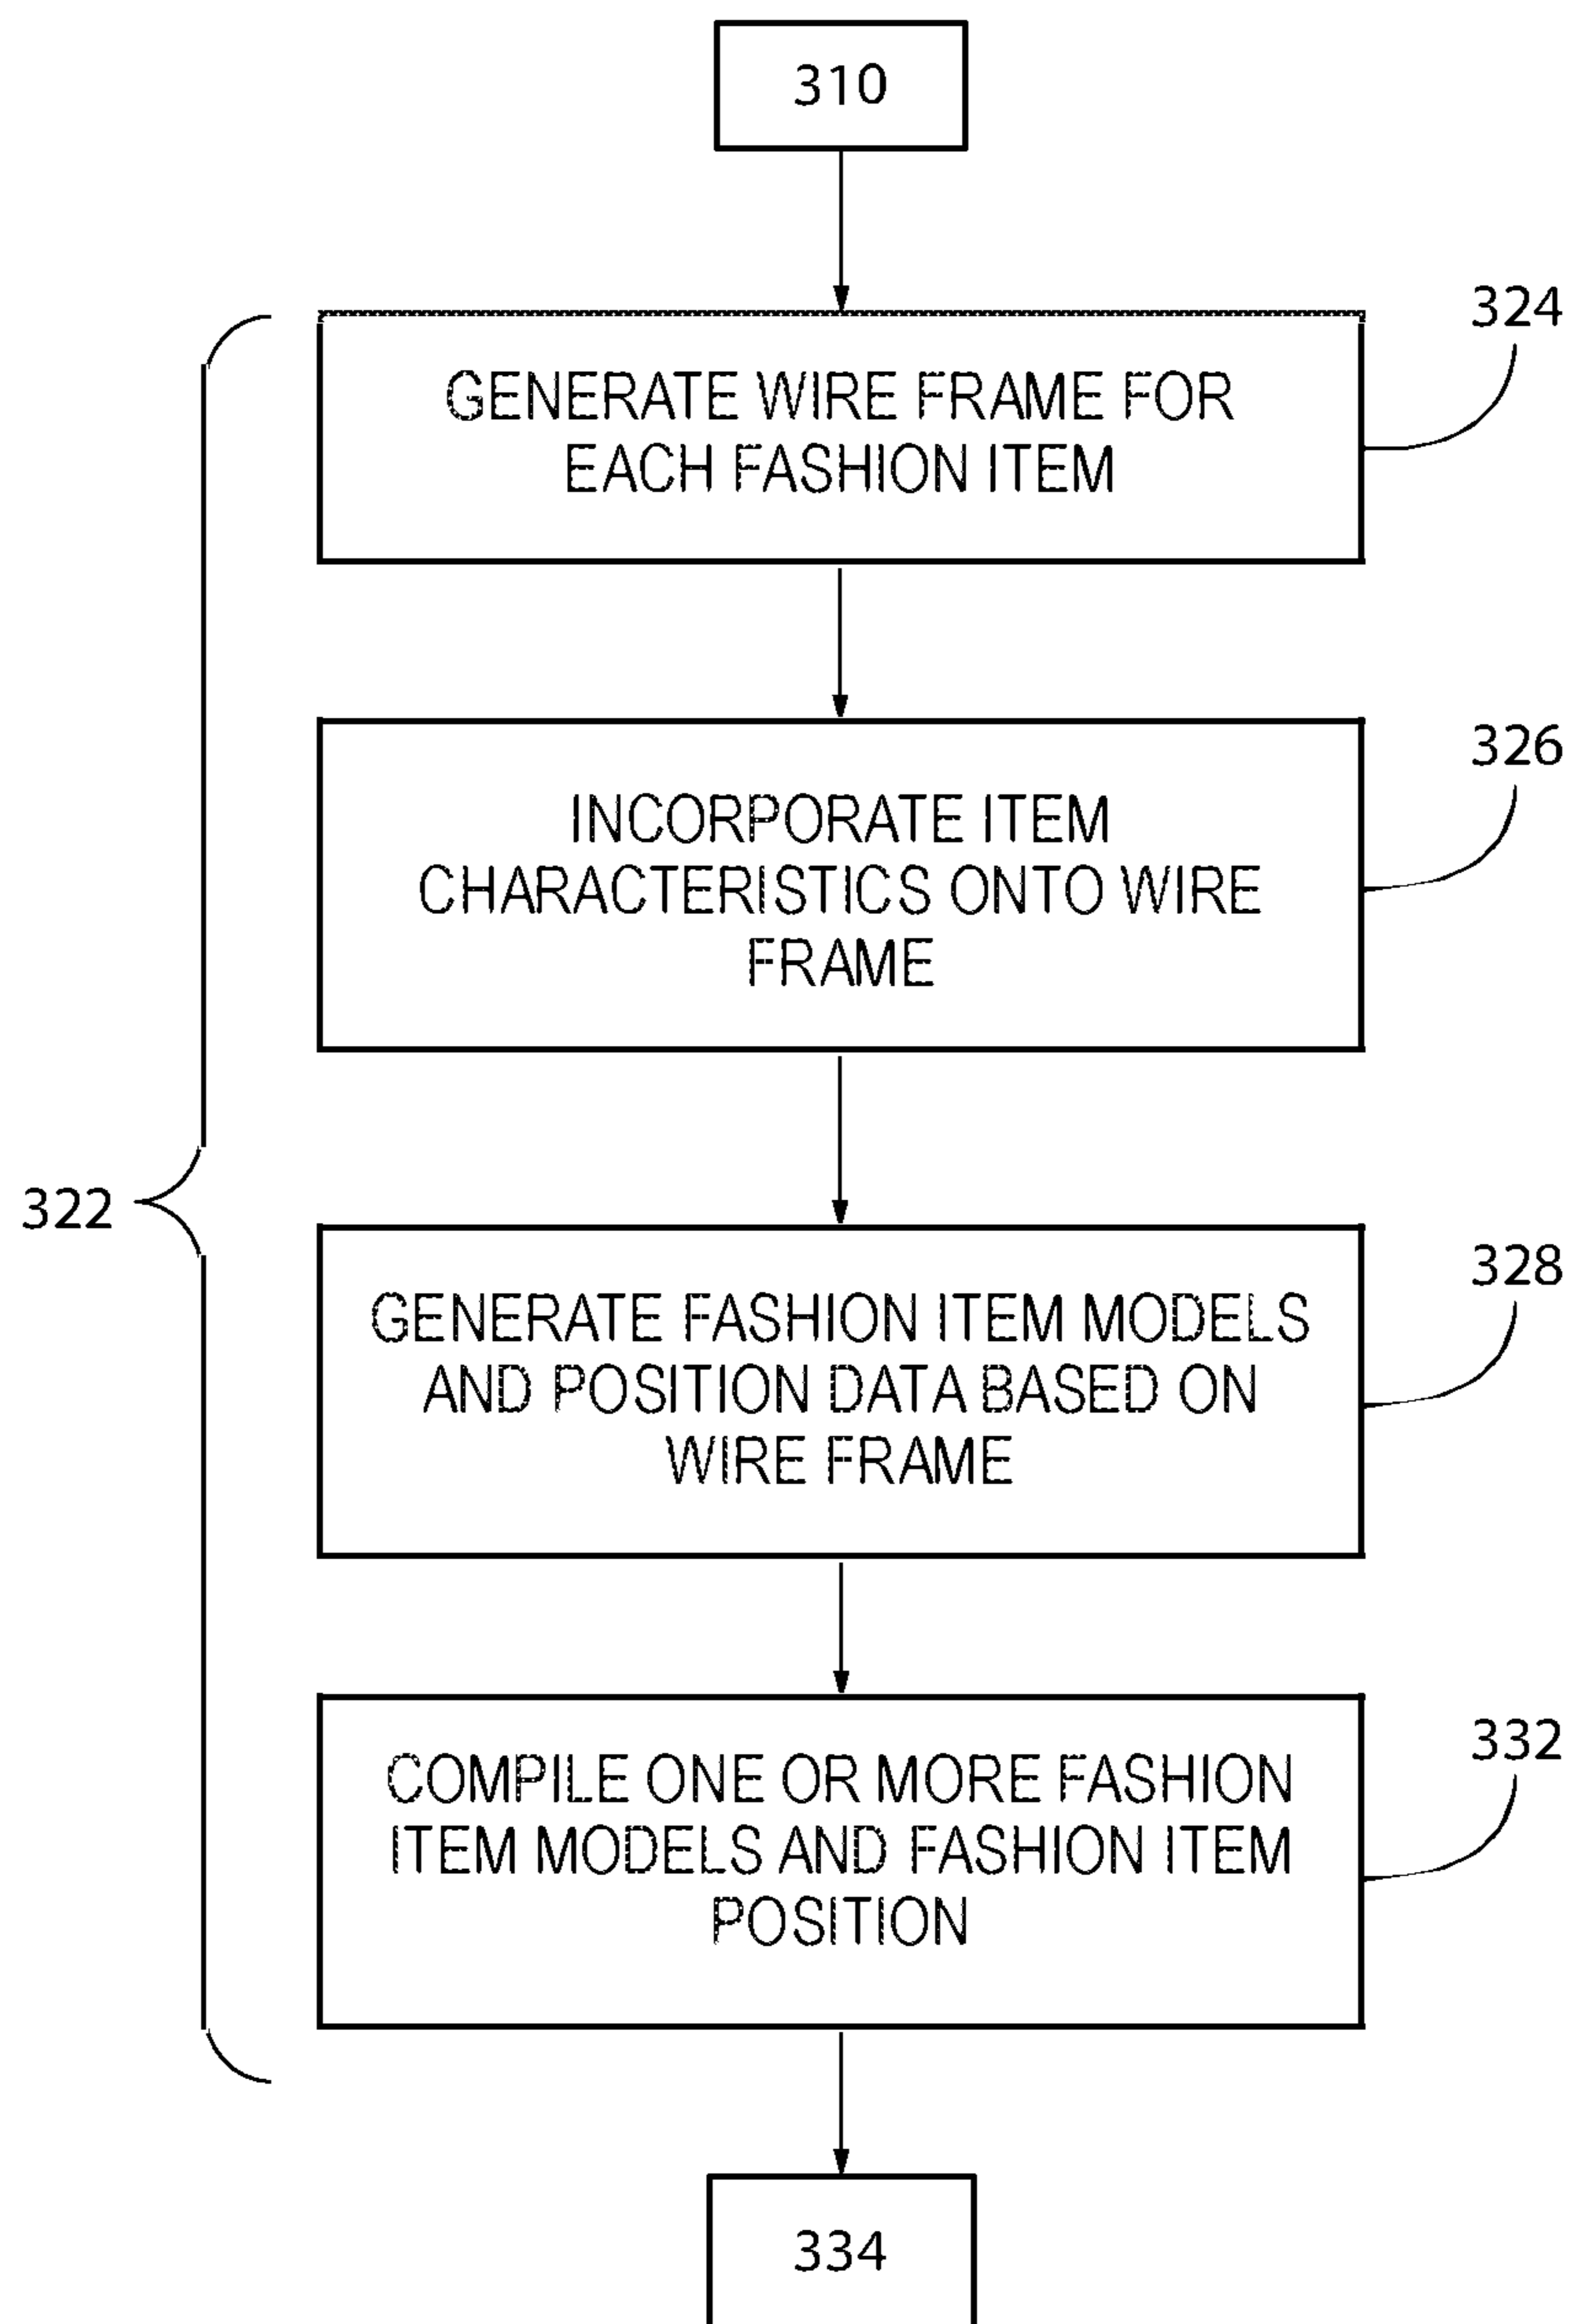 310
324
GENERATE WIRE FRAME FOR
EACH FASHION ITEM
326
INCORPORATE ITEM
CHARACTERISTICS ONTO WIRE
FRAME
322
328
GENERATE FASHION ITEM MODELS
AND POSITION DATA BASED ON
WIRE FRAME
332
COMPILE ONE OR MORE FASHION
ITEM MODELS AND FASHION ITEM
POSITION
334